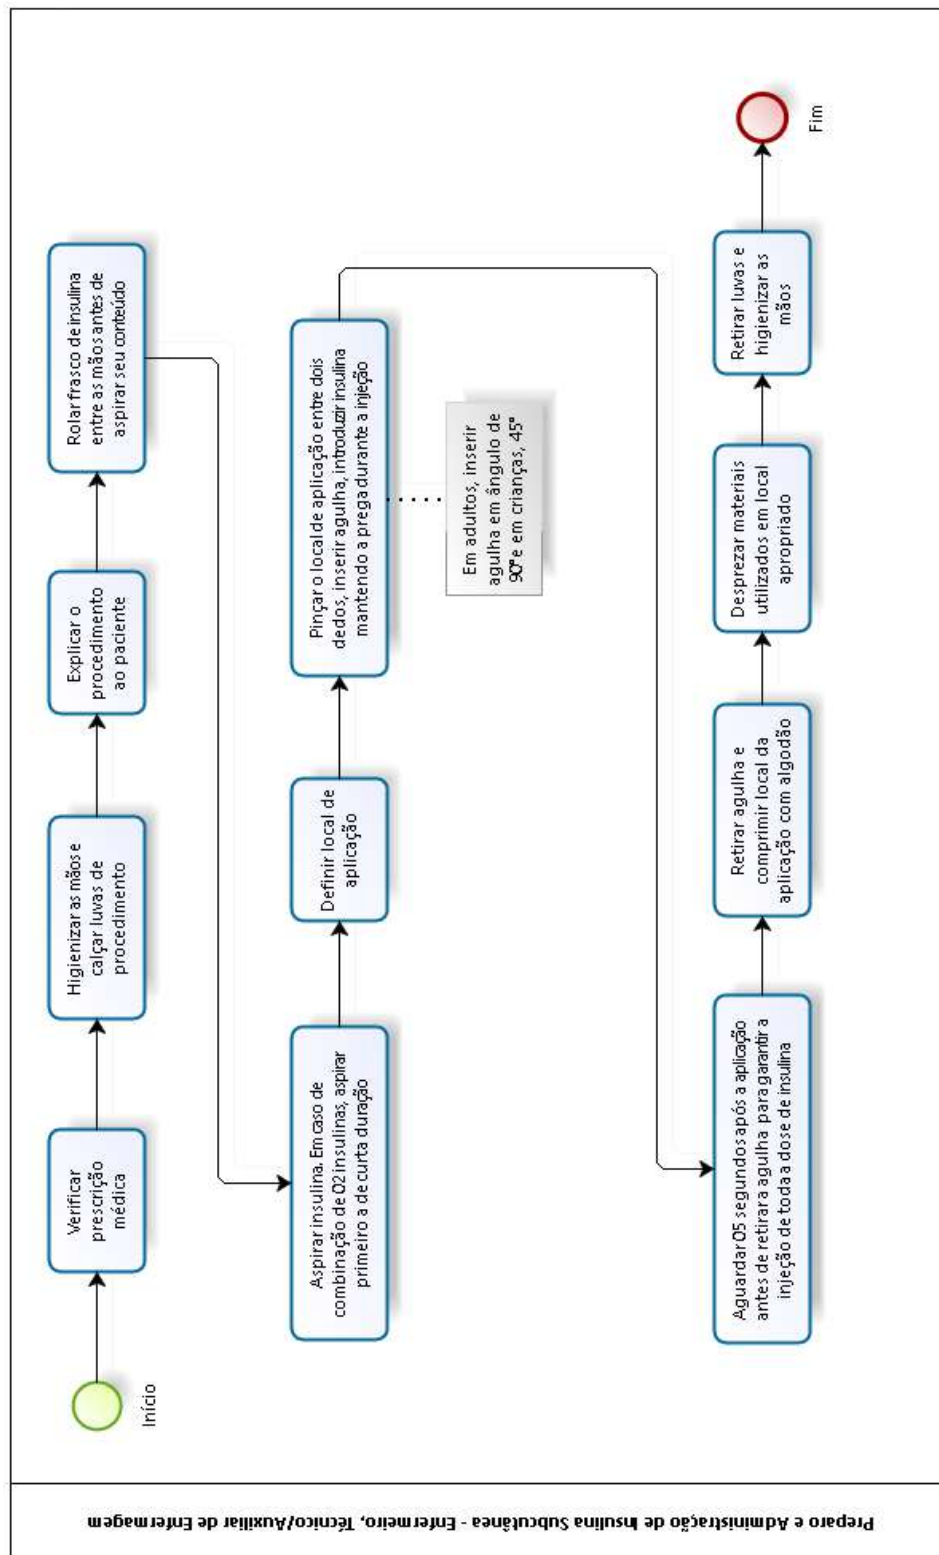 Preparo e Administração de Insulina Subcutânea - Enfermeiro, Técnico/Auxiliar de Enfermagem
Início
Verificar
prescrição
médica
Higienizar as mãos e
calçar luvas de
procedimento
Explicar o
procedimento
ao paciente
Rolar frasco de insulina
entre as mãos antes de
aspirar seu conteúdo
Aspirar insulina. Em caso de
combinação de 02 insulinas, aspirar
primeiro a de curta duração
Definir local de
aplicação
Pinçar o local de aplicação entre dois
dedos, inserir agulha, introduzir insulina
mantendo a prega durante a injeção
Em adultos, inserir
agulha em ângulo de
90º e em crianças, 45º
Aguardar 05 segundos após a aplicação
antes de retirar a agulha para garantir a
injeção de toda a dose de insulina
Retirar agulha e
comprimir local da
aplicação com algodão
Desprezar materiais
utilizados em local
apropriado
Retirar luvas e
higienizar as
mãos
Fim